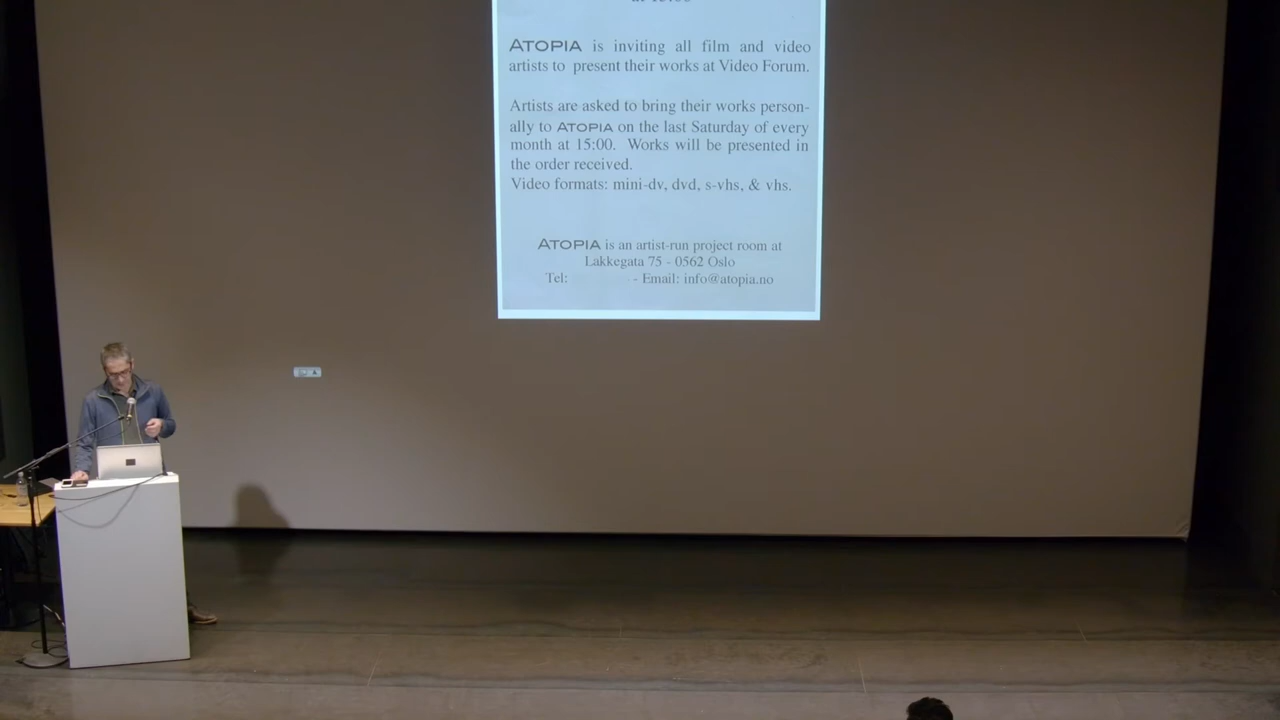 at 15:00
ATOPIA is inviting all film and video
artists to present their works at Video Forum.
Artists are asked to bring their works person-
ally to ATOPIA on the last Saturday of every
month at 15:00. Works will be presented in
the order received.
Video formats: mini-dv, dvd, s-vhs, & vhs.
ATOPIA is an artist-run project room at
Lakkegata 75 - 0562 Oslo
Tel: - Email: info@atopia.no